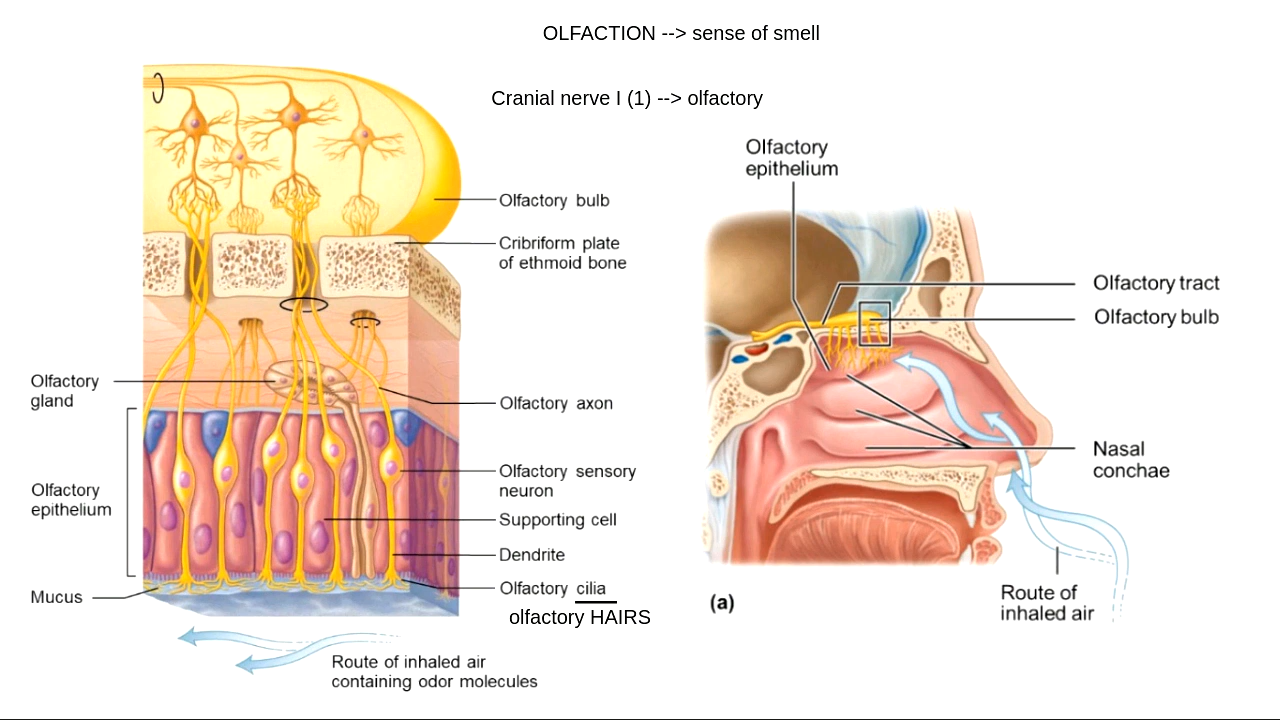 OLFACTION --> sense of smell
Cranial nerve I (1) --> olfactory
Olfactory bulb
Cribriform plate
of ethmoid bone
Olfactory
gland
Olfactory axon
Olfactory
epithelium
Olfactory sensory
neuron
Supporting cell
Dendrite
Olfactory cilia
olfactory HAIRS
Mucus
Route of inhaled air
containing odor molecules
Olfactory
epithelium
Olfactory tract
Olfactory bulb
Nasal
conchae
Route of
inhaled air
(a)